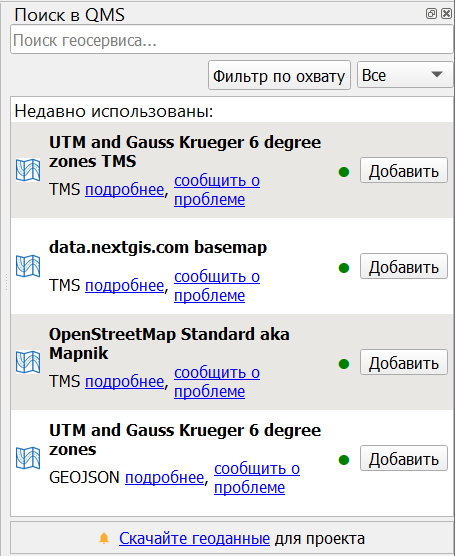 Поиск в QMS
Поиск геосервиса...
Фильтр по охвату Все
Недавно использованы:
UTM and Gauss Krueger 6 degree
zones TMS
TMS подробнее, сообщить о
проблеме
Добавить
data.nextgis.com basemap
TMS подробнее, сообщить о
проблеме
Добавить
OpenStreetMap Standard aka
Mapnik
TMS подробнее, сообщить о
проблеме
Добавить
UTM and Gauss Krueger 6 degree
zones
GEOJSON подробнее, сообщить о
проблеме
Добавить
Скачайте геоданные для проекта